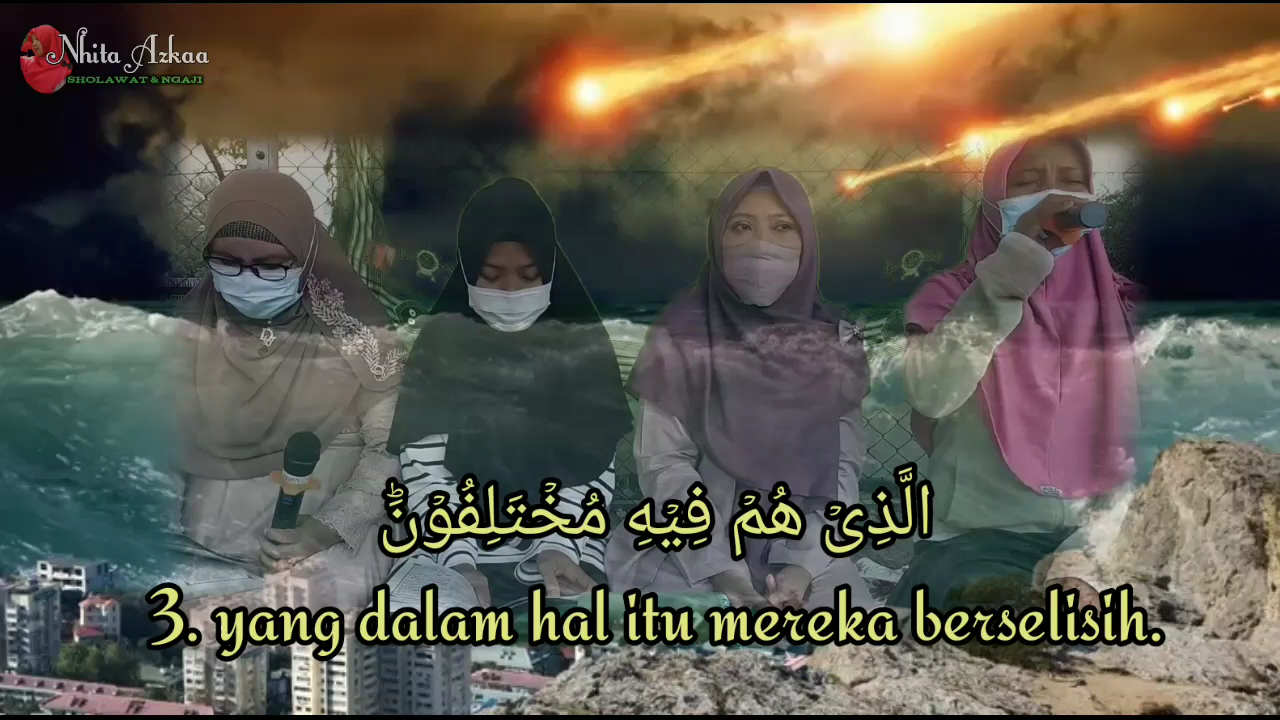 Nhita Azkaa
SHOLAWAT & NGAJI
الَّذِىْ هُمْ فِيْهِ مُخْتَلِفُوْنَۗ
3. yang dalam hal itu mereka berselisih.